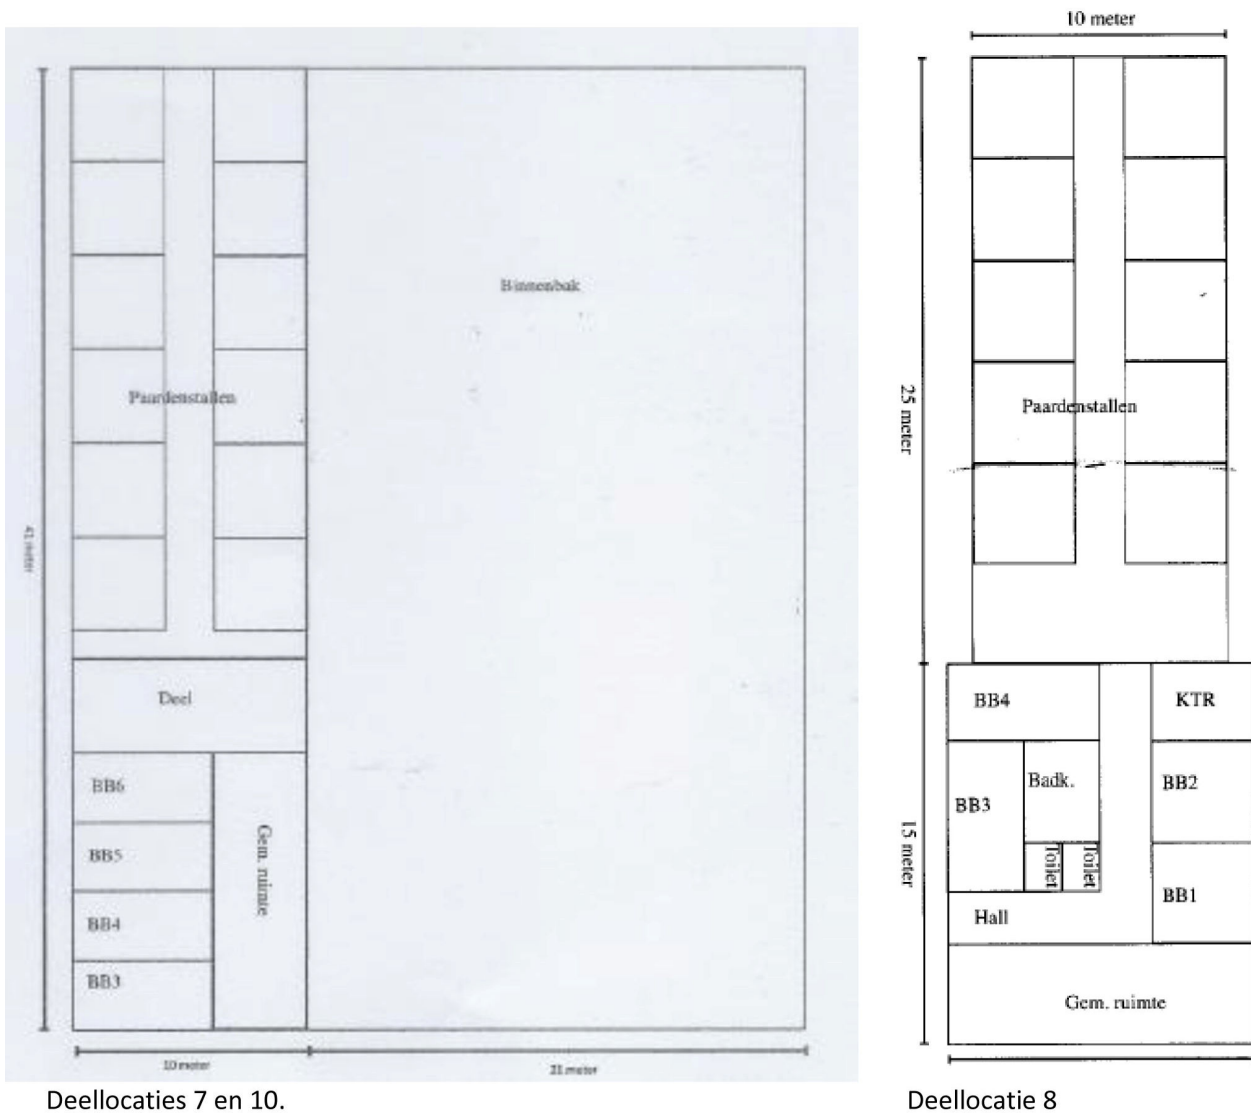 Binnenbak
Paardenstallen
41 meter
Deel
BB6
BB5
BB4
BB3
Gem. ruimte
10 meter
21 meter
Deellocaties 7 en 10.
10 meter
25 meter
Paardenstallen
15 meter
BB4
KTR
BB3
Badk.
BB2
Toilet
Toilet
BB1
Hall
Gem. ruimte
Deellocatie 8